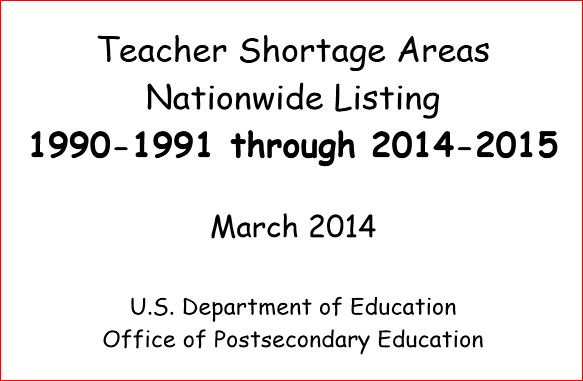 Teacher Shortage Areas
Nationwide Listing
1990-1991 through 2014-2015
March 2014
U.S. Department of Education
Office of Postsecondary Education